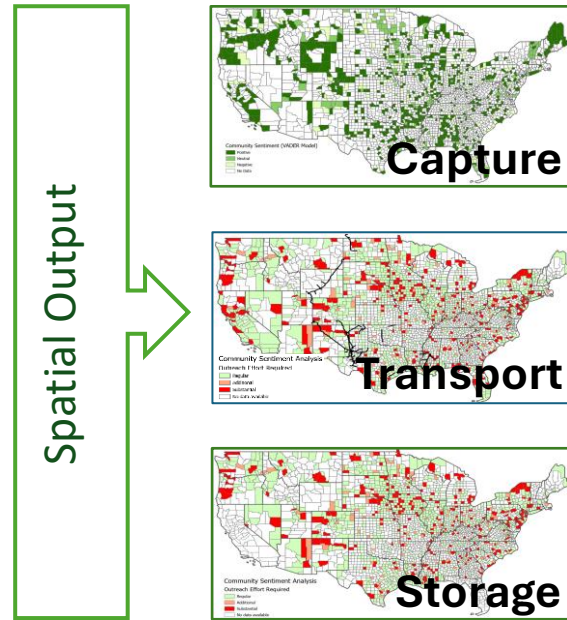 Spatial Output
Community Sentiment (VADER Model)
Positive
Neutral
Negative
No Data
Capture
Community Sentiment Analysis
Outreach Effort Required
Regular
Additional
Substantial
No data available
Transport
Community Sentiment Analysis
Outreach Effort Required
Regular
Additional
Substantial
No data available
Storage